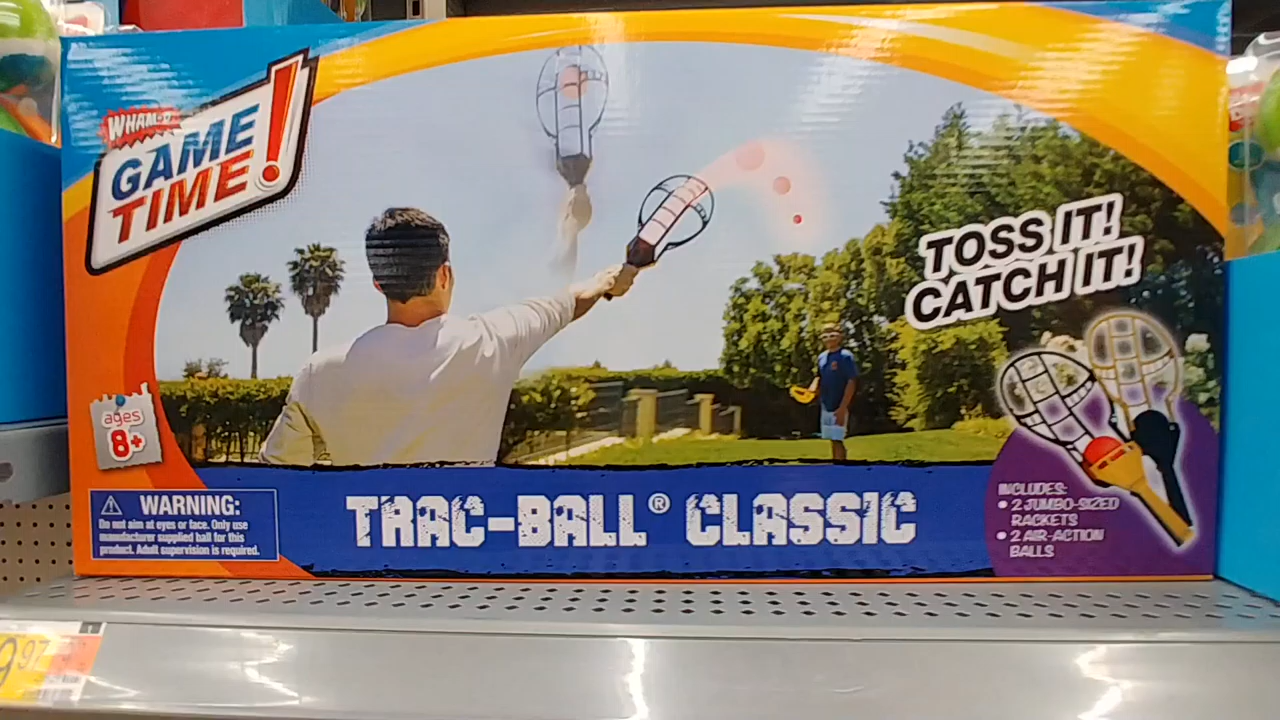 WHAM-O
GAME
TIME!
TOSS IT!
CATCH IT!
ages
8+
WARNING:
Do not aim at eyes or face. Only use
manufacturer supplied ball for this
product. Adult supervision is required.
TRAC-BALL® CLASSIC
INCLUDES:
• 2 JUMBO-SIZED
RACKETS
• 2 AIR-ACTION
BALLS
9.97